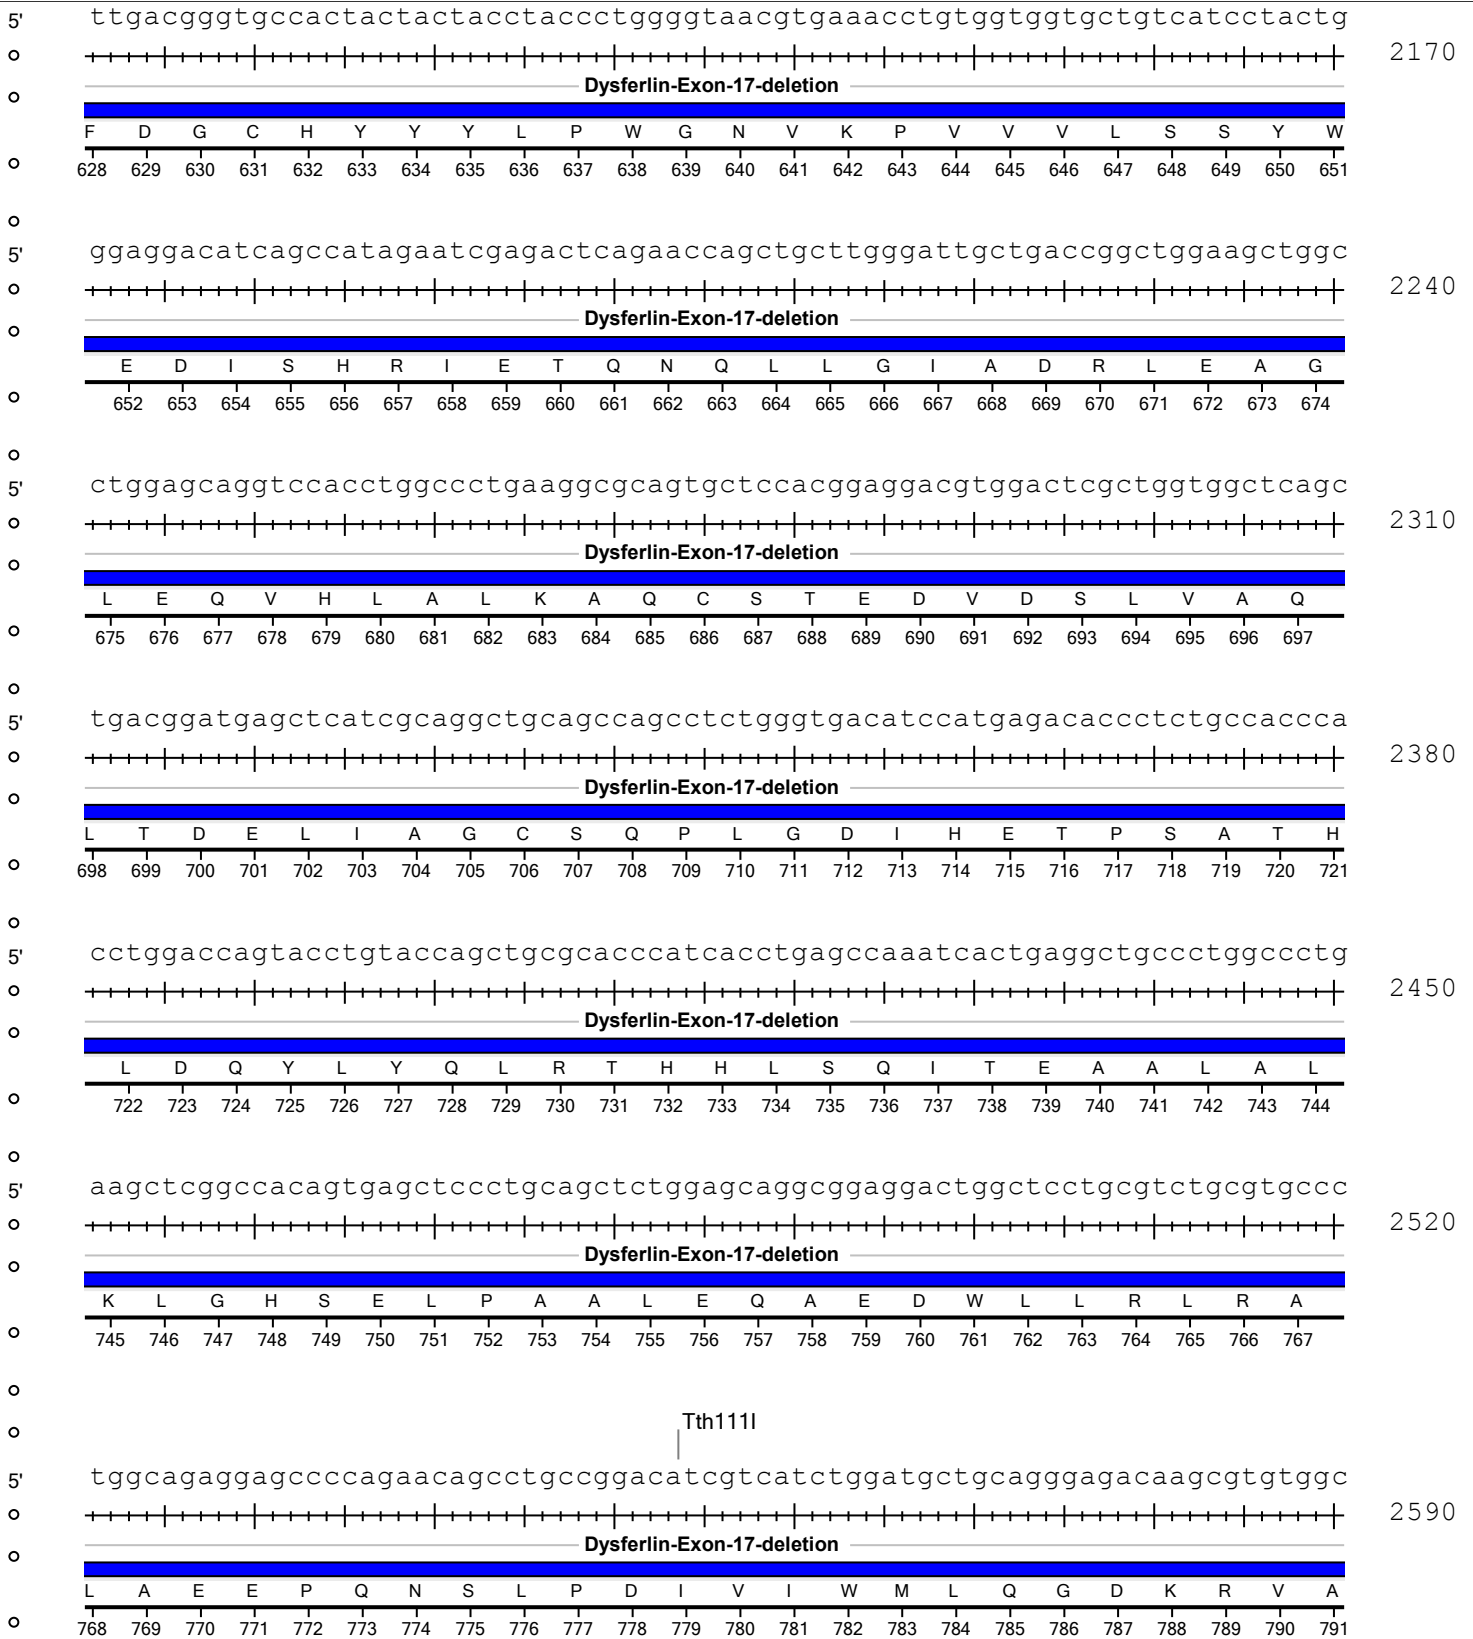 5' ttgacgggtgccactactactacctaccctggggtaacgtgaaacctgtggtggtgctgtcatcctactg
2170
Dysferlin-Exon-17-deletion
F D G C H Y Y Y L P W G N V K P V V V L S S Y W
628 629 630 631 632 633 634 635 636 637 638 639 640 641 642 643 644 645 646 647 648 649 650 651
5' ggaggacatcagccatagaatcgagactcagaaccagctgcttgggattgctgaccggctggaagctggc
2240
Dysferlin-Exon-17-deletion
E D I S H R I E T Q N Q L L G I A D R L E A G
652 653 654 655 656 657 658 659 660 661 662 663 664 665 666 667 668 669 670 671 672 673 674
5' ctggagcaggtccacctggccctgaaggcgcagtgctccacggaggacgtggactcgctggtggctcagc
2310
Dysferlin-Exon-17-deletion
L E Q V H L A L K A Q C S T E D V D S L V A Q
675 676 677 678 679 680 681 682 683 684 685 686 687 688 689 690 691 692 693 694 695 696 697
5' tgacggatgagctcatcgcaggctgcagccagcctctgggtgacatccatgagacaccctctgccaccca
2380
Dysferlin-Exon-17-deletion
L T D E L I A G C S Q P L G D I H E T P S A T H
698 699 700 701 702 703 704 705 706 707 708 709 710 711 712 713 714 715 716 717 718 719 720 721
5' cctggaccagtacctgtaccagctgcgcacccatcacctgagccaaatcactgaggctgccctggccctg
2450
Dysferlin-Exon-17-deletion
L D Q Y L Y Q L R T H H L S Q I T E A A L A L
722 723 724 725 726 727 728 729 730 731 732 733 734 735 736 737 738 739 740 741 742 743 744
5' aagctcggccacagtgagctccctgcagctctggagcaggcggaggactggctcctgcgtctgcgtgccc
2520
Dysferlin-Exon-17-deletion
K L G H S E L P A A L E Q A E D W L L R L R A
745 746 747 748 749 750 751 752 753 754 755 756 757 758 759 760 761 762 763 764 765 766 767
Tth111I
5' tggcagaggagccccagaacagcctgccggacatcgtcatctggatgctgcagggagacaagcgtgtggc
2590
Dysferlin-Exon-17-deletion
L A E E P Q N S L P D I V I W M L Q G D K R V A
768 769 770 771 772 773 774 775 776 777 778 779 780 781 782 783 784 785 786 787 788 789 790 791